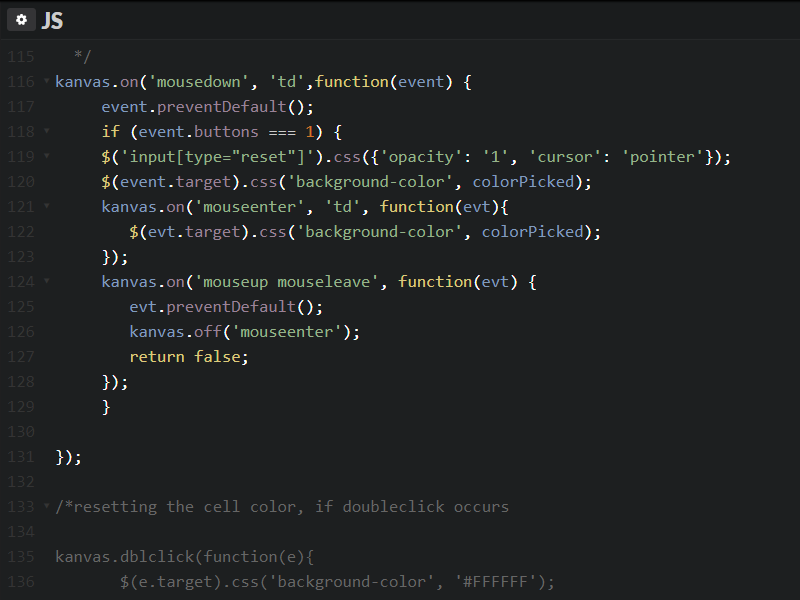 JS
115 */
116 kanvas.on('mousedown', 'td',function(event) {
117 event.preventDefault();
118 if (event.buttons === 1) {
119 $('input[type="reset"]').css({'opacity': '1', 'cursor': 'pointer'});
120 $(event.target).css('background-color', colorPicked);
121 kanvas.on('mouseenter', 'td', function(evt){
122 $(evt.target).css('background-color', colorPicked);
123 });
124 kanvas.on('mouseup mouseleave', function(evt) {
125 evt.preventDefault();
126 kanvas.off('mouseenter');
127 return false;
128 });
129 }
130
131 });
132
133 /*resetting the cell color, if doubleclick occurs
134
135 kanvas.dblclick(function(e){
136 $(e.target).css('background-color', '#FFFFFF');